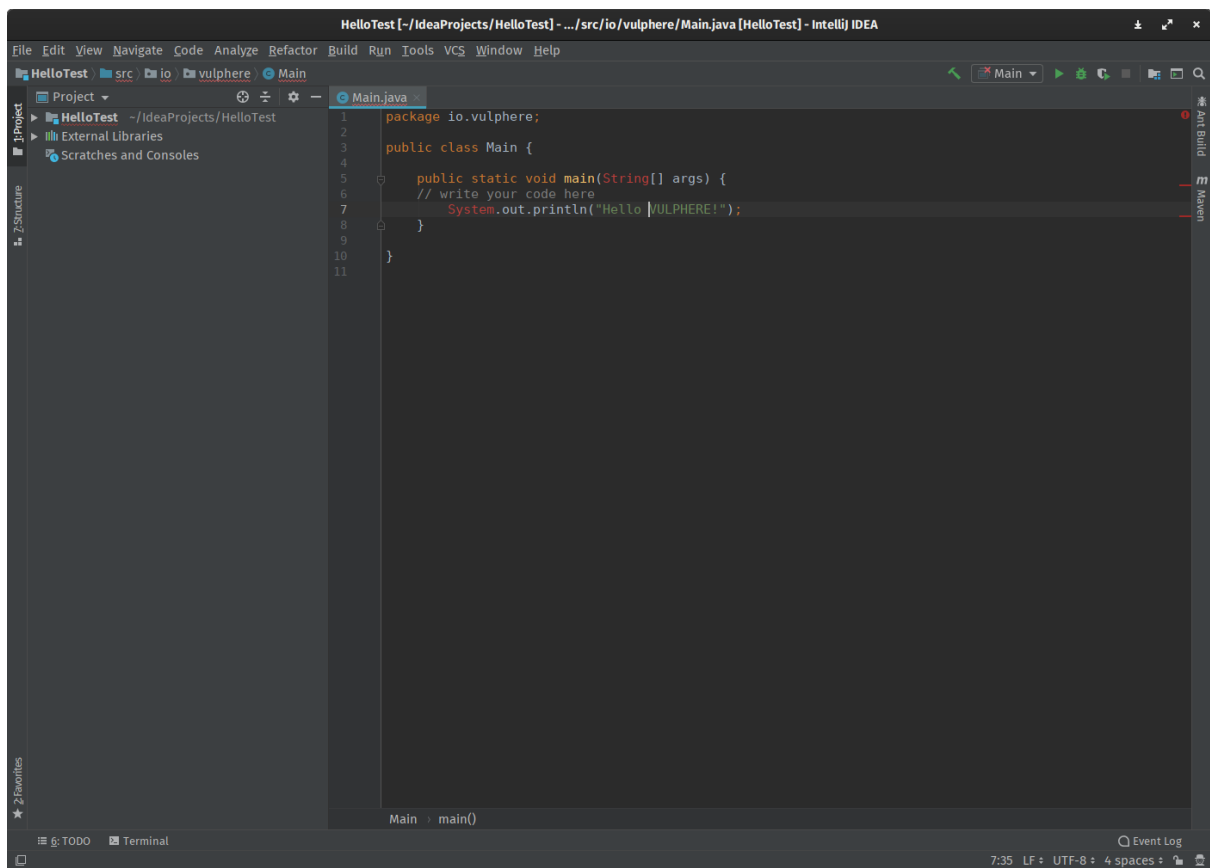 HelloTest [~/IdeaProjects/HelloTest] - .../src/io/vulphere/Main.java [HelloTest] - IntelliJ IDEA
File Edit View Navigate Code Analyze Refactor Build Run Tools VCS Window Help
HelloTest src io vulphere Main
Main
Project
Main.java
1: Project
HelloTest ~/IdeaProjects/HelloTest
External Libraries
Scratches and Consoles
Z: Structure
1 package io.vulphere;
2
3 public class Main {
4
5 public static void main(String[] args) {
6 // write your code here
7 System.out.println("Hello VULPHERE!");
8 }
9
10 }
11
Ant Build
m Maven
2: Favorites
Main › main()
6: TODO Terminal
Event Log
7:35 LF UTF-8 4 spaces